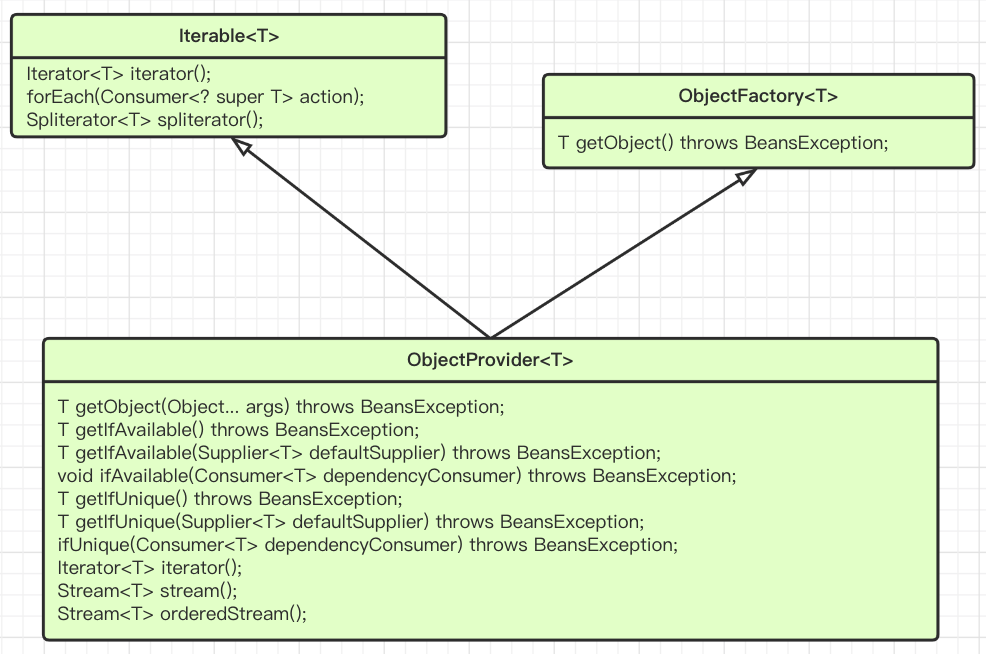 Iterable<T>
Iterator<T> iterator();
forEach(Consumer<? super T> action);
Spliterator<T> spliterator();
ObjectFactory<T>
T getObject() throws BeansException;
ObjectProvider<T>
T getObject(Object... args) throws BeansException;
T getIfAvailable() throws BeansException;
T getIfAvailable(Supplier<T> defaultSupplier) throws BeansException;
void ifAvailable(Consumer<T> dependencyConsumer) throws BeansException;
T getIfUnique() throws BeansException;
T getIfUnique(Supplier<T> defaultSupplier) throws BeansException;
ifUnique(Consumer<T> dependencyConsumer) throws BeansException;
Iterator<T> iterator();
Stream<T> stream();
Stream<T> orderedStream();